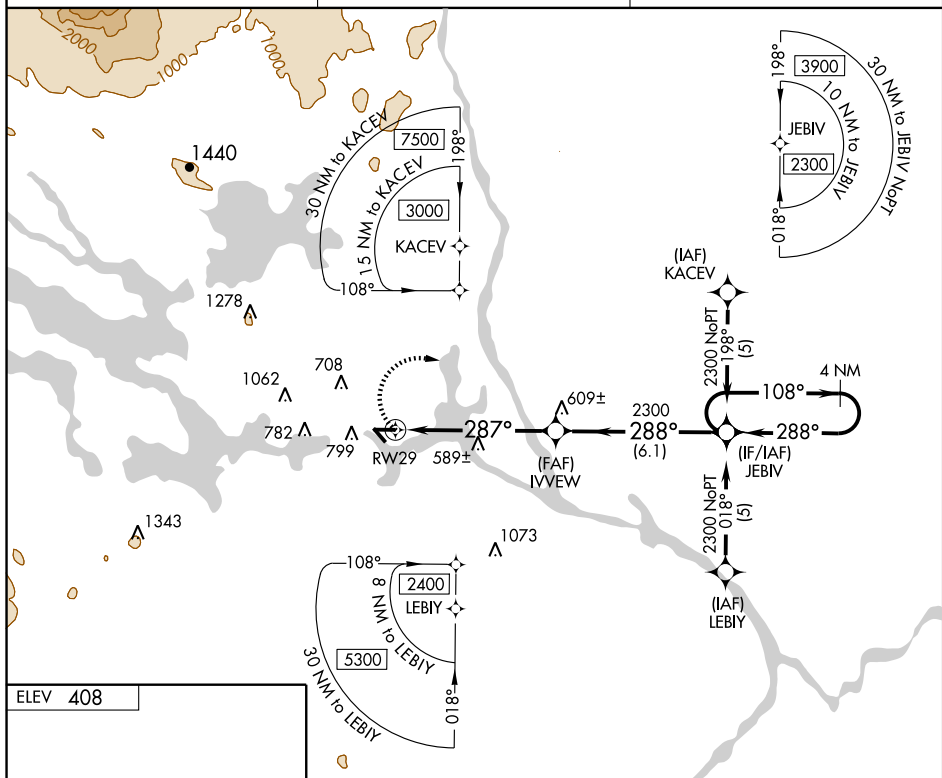 2000
1000
1000
1440
30 NM to KACEV
7500
198°
15 NM to KACEV
3000
KACEV
108°
198°
3900
30 NM to JEBIV NoPT
10 NM to JEBIV
JEBIV
2300
018°
(IAF)
KACEV
2300 NoPT
198°
(5)
4 NM
108°
1278
708
1062
609±
782
799
RW29
287°
589±
2300
288°
(6.1)
288°
(FAF)
IVVEW
(IF/IAF)
JEBIV
2300 NoPT
018°
(5)
1343
1073
108°
2400
8 NM to LEBIY
LEBIY
5300
30 NM to LEBIY
018°
(IAF)
LEBIY
ELEV 408